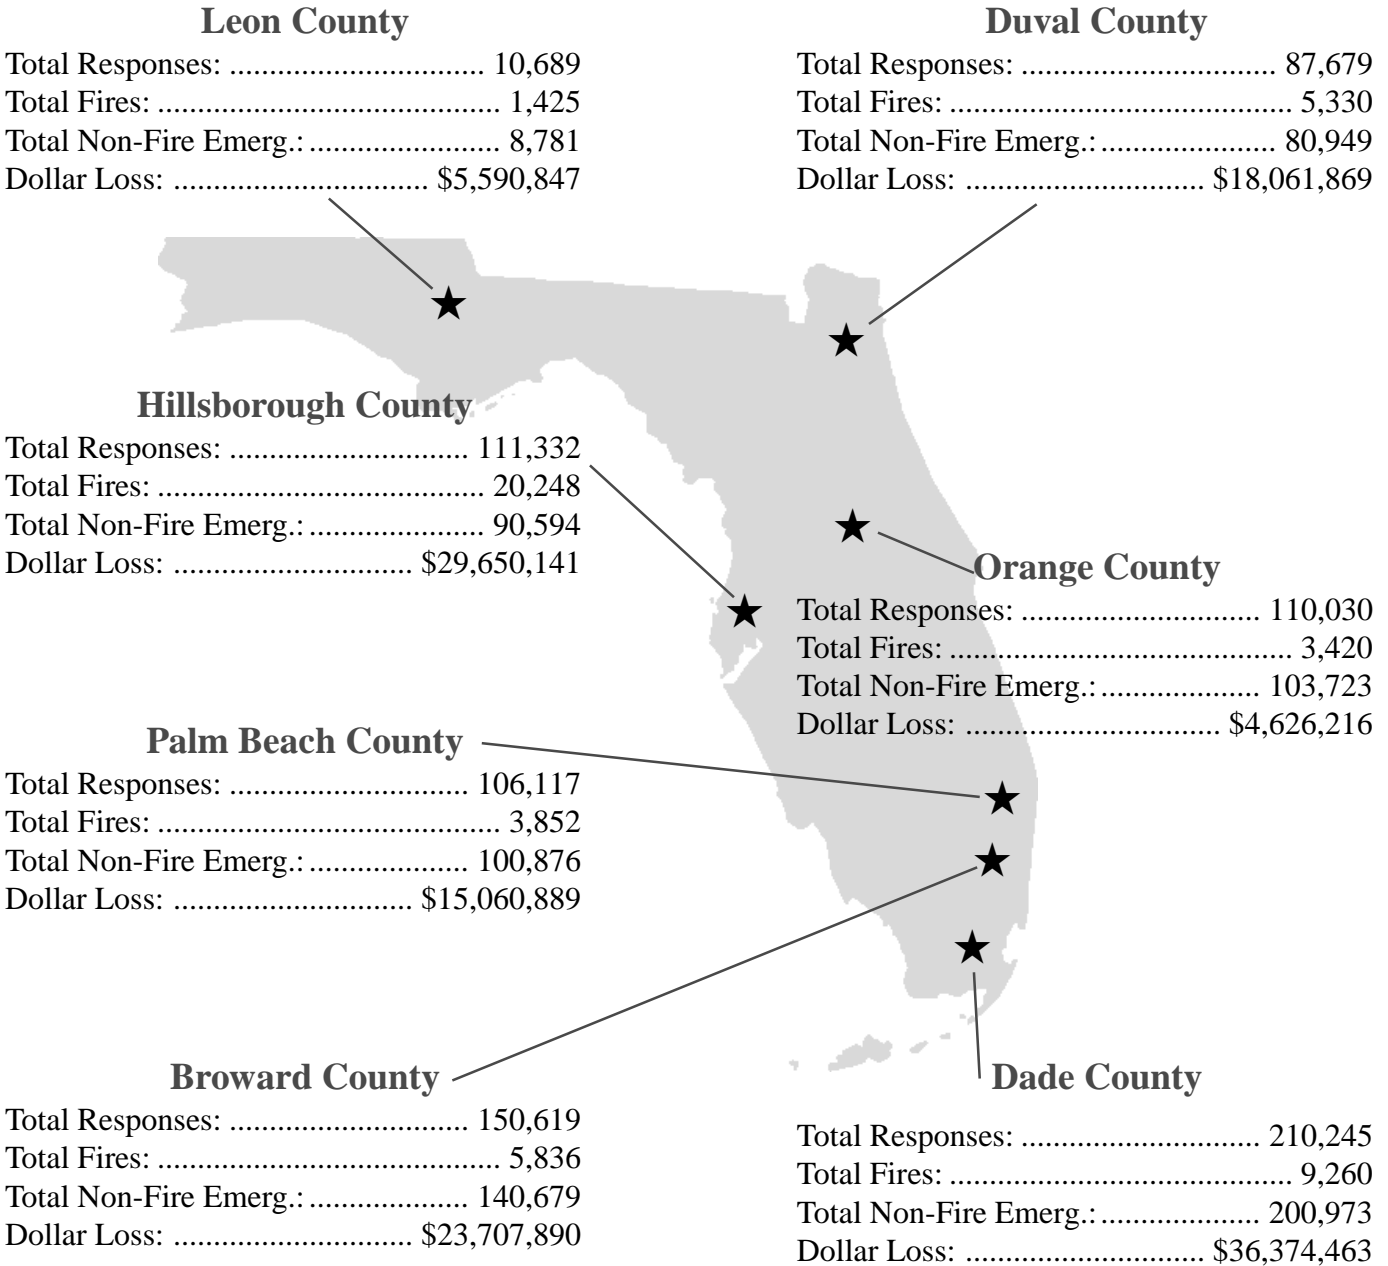 Leon County
Total Responses: ................................ 10,689
Total Fires: .......................................... 1,425
Total Non-Fire Emerg.: ........................ 8,781
Dollar Loss: ............................... $5,590,847
Duval County
Total Responses: ................................ 87,679
Total Fires: .......................................... 5,330
Total Non-Fire Emerg.: ...................... 80,949
Dollar Loss: ............................. $18,061,869
Hillsborough County
Total Responses: .............................. 111,332
Total Fires: ........................................ 20,248
Total Non-Fire Emerg.: ...................... 90,594
Dollar Loss: ............................. $29,650,141
Orange County
Total Responses: .............................. 110,030
Total Fires: .......................................... 3,420
Total Non-Fire Emerg.: .................... 103,723
Dollar Loss: ............................... $4,626,216
Palm Beach County
Total Responses: .............................. 106,117
Total Fires: .......................................... 3,852
Total Non-Fire Emerg.: .................... 100,876
Dollar Loss: ............................. $15,060,889
Broward County
Total Responses: .............................. 150,619
Total Fires: .......................................... 5,836
Total Non-Fire Emerg.: .................... 140,679
Dollar Loss: ............................. $23,707,890
Dade County
Total Responses: .............................. 210,245
Total Fires: .......................................... 9,260
Total Non-Fire Emerg.: .................... 200,973
Dollar Loss: ............................. $36,374,463